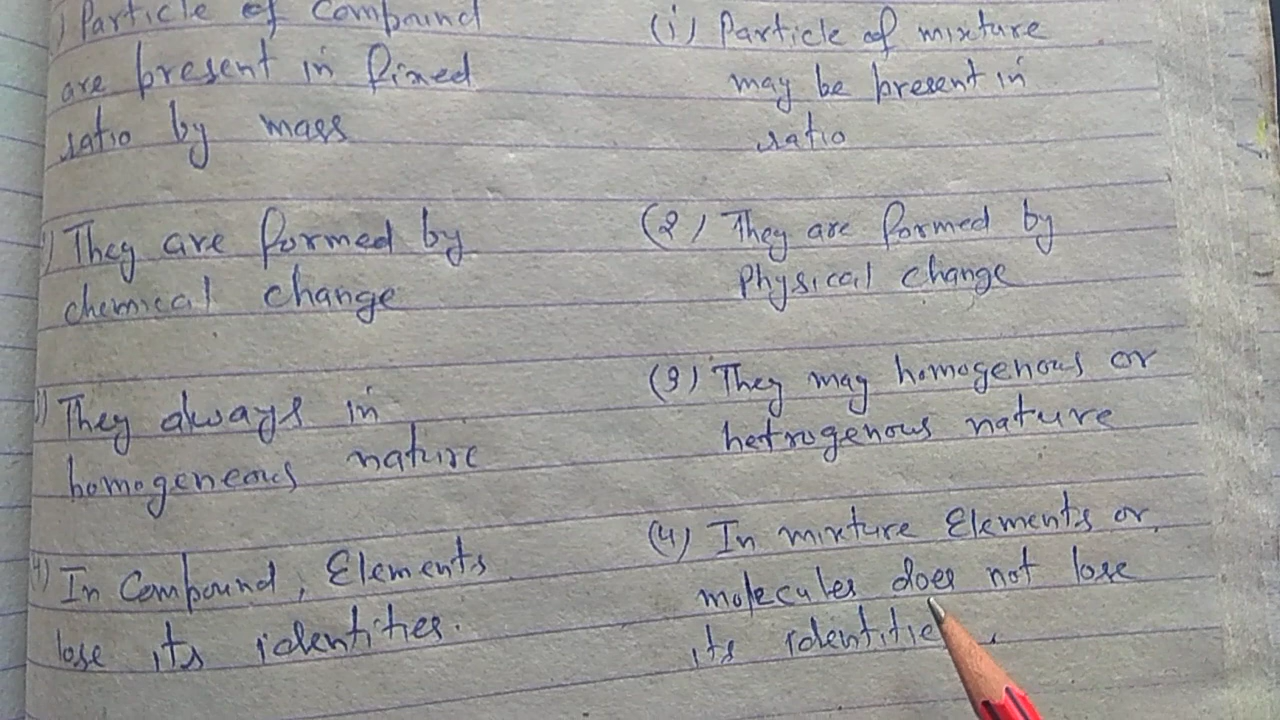 ) Particle of Compound
are present in fixed
ratio by mass
) They are formed by
chemical change
) They always in
homogeneous nature
4) In Compound, Elements
lose its identities.
(i) Particle of mixture
may be present in
ratio
(2) They are formed by
Physical change
(3) They may homogenous or
hetrogenous nature
(4) In mixture Elements or
molecules does not lose
its identitie